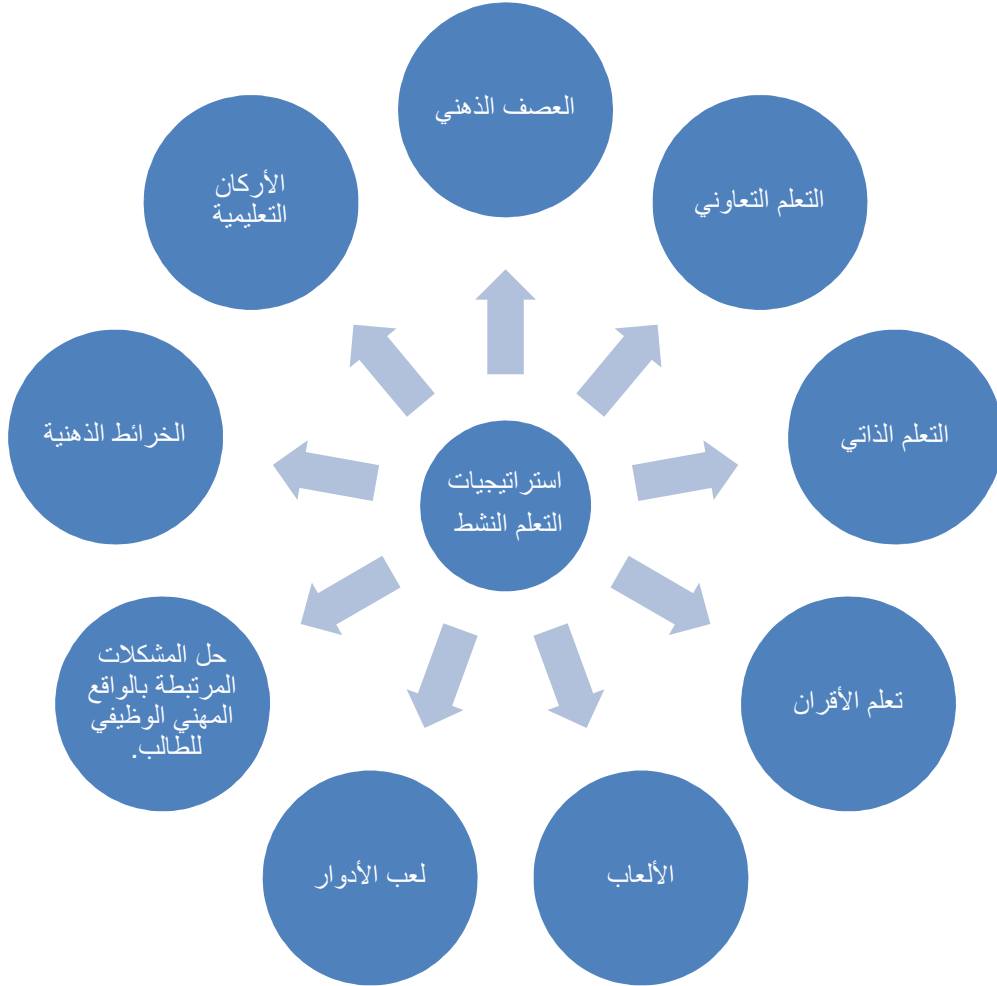 العصف الذهني
التعلم التعاوني
التعلم الذاتي
تعلم الأقران
الألعاب
لعب الأدوار
حل المشكلات
المرتبطة بالواقع
المهني الوظيفي
للطالب.
الخرائط الذهنية
الأركان
التعليمية
استراتيجيات
التعلم النشط